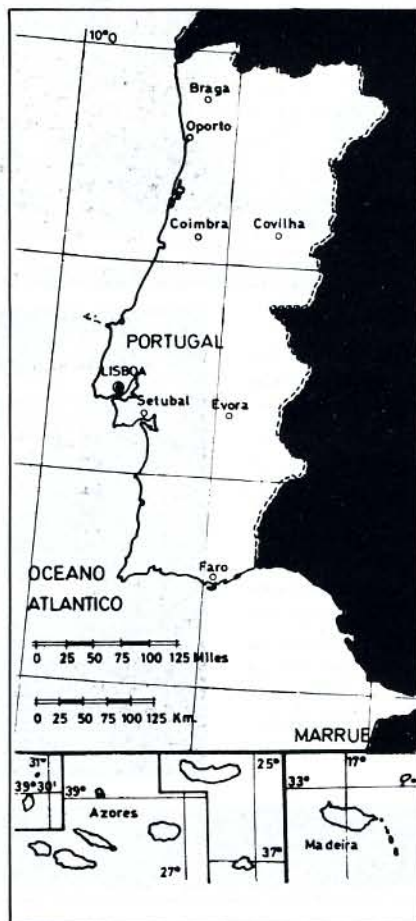 10°O
Braga
Oporto
Coimbra
Covilha
PORTUGAL
LISBOA
Setubal
Evora
Faro
OCEANO
ATLANTICO
0 25 50 75 100 125 Miles
0 25 50 75 100 125 Km.
MARRUE
31°
39°30'
39°
Azores
27°
25°
37°
33°
17°
Madeira